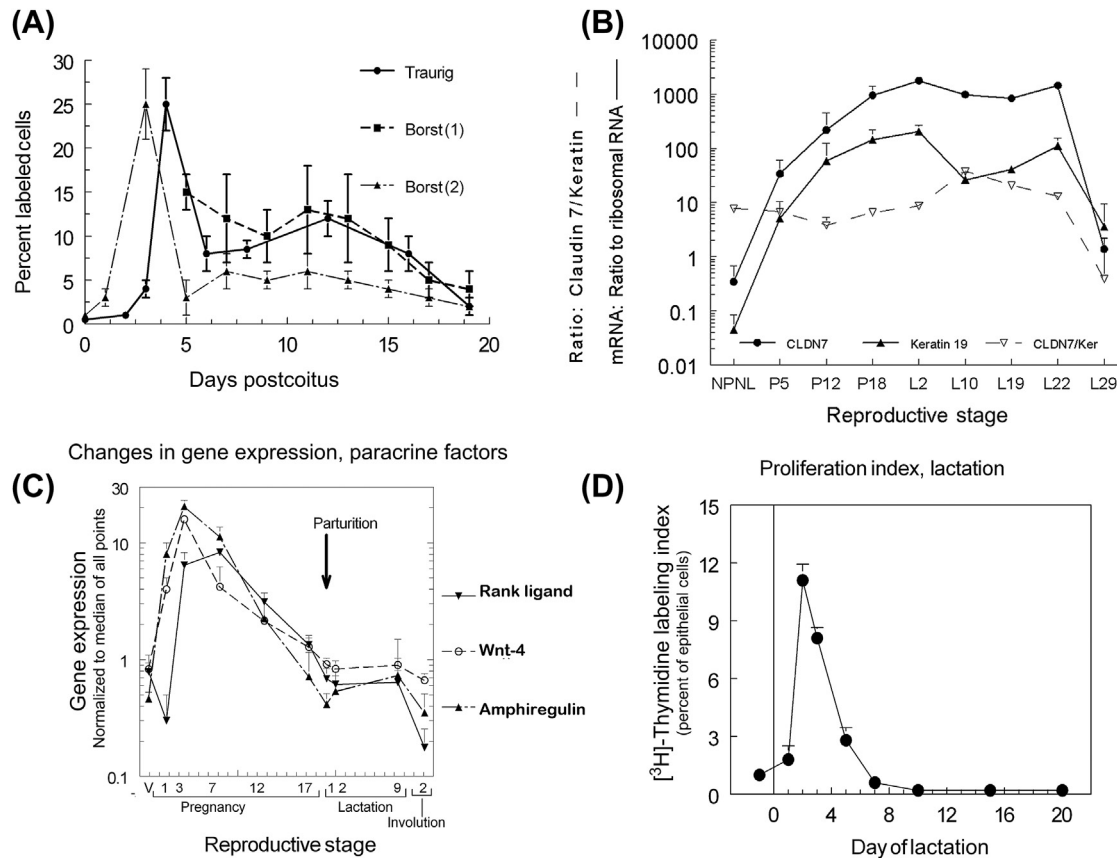 (A)
30
25
20
15
10
5
0
Percent labeled cells
0 5 10 15 20
Days postcoitus
Traurig
Borst (1)
Borst (2)
(B)
Ratio: Claudin 7/Keratin
mRNA: Ratio to ribosomal RNA
10000
1000
100
10
1
0.1
0.01
CLDN7 Keratin 19 CLDN7/Ker
NPNL P5 P12 P18 L2 L10 L19 L22 L29
Reproductive stage
Changes in gene expression, paracrine factors
(C)
Gene expression
Normalized to median of all points
30
10
1
0.1
Parturition
Rank ligand
Wnt-4
Amphiregulin
- V 1 3 7 12 17 1 2 9 2
Pregnancy Lactation
Involution
Reproductive stage
Proliferation index, lactation
(D)
[³H]-Thymidine labeling index
(percent of epithelial cells)
15
12
9
6
3
0
0 4 8 12 16 20
Day of lactation